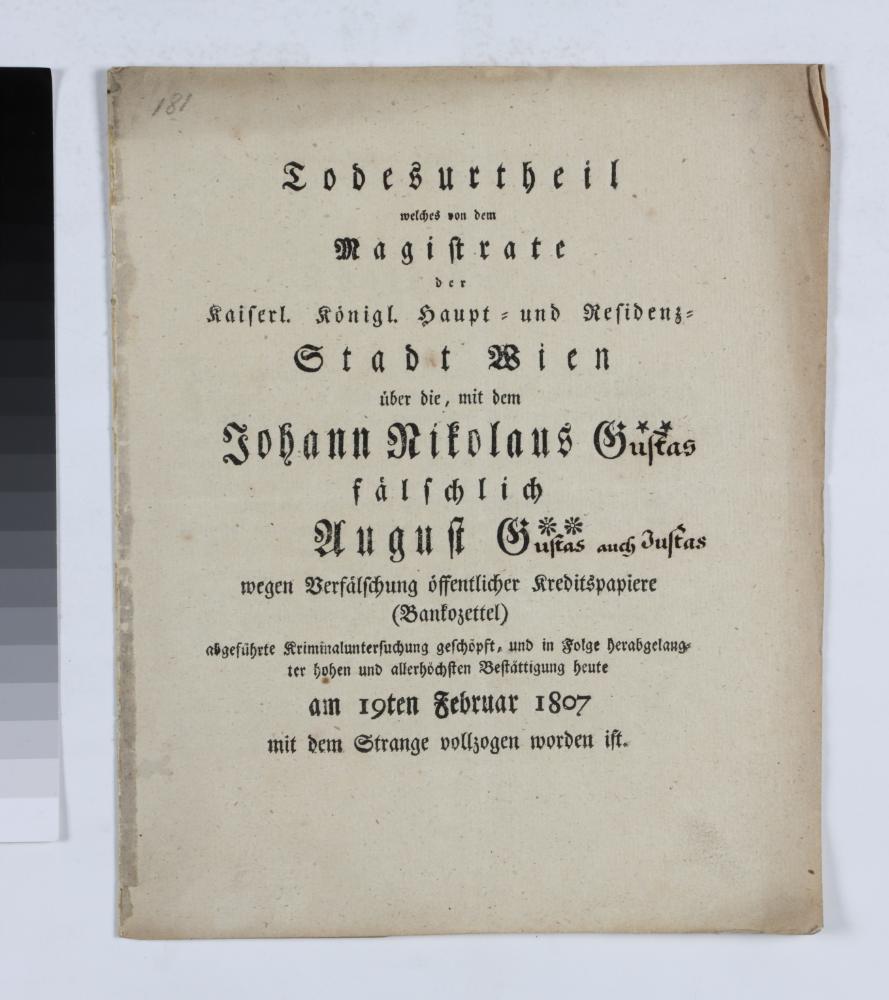 181
Todesurtheil
welches von dem
Magistrate
der
Kaiserl. Königl. Haupt- und Residenz-
Stadt Wien
über die, mit dem
Johann Nikolaus G**ustas
fälschlich
August G**ustas auch Justas
wegen Verfälschung öffentlicher Kreditspapiere
(Bankozettel)
abgeführte Kriminaluntersuchung geschöpft, und in Folge herabgelang-
ter hohen und allerhöchsten Bestättigung heute
am 19ten Februar 1807
mit dem Strange vollzogen worden ist.